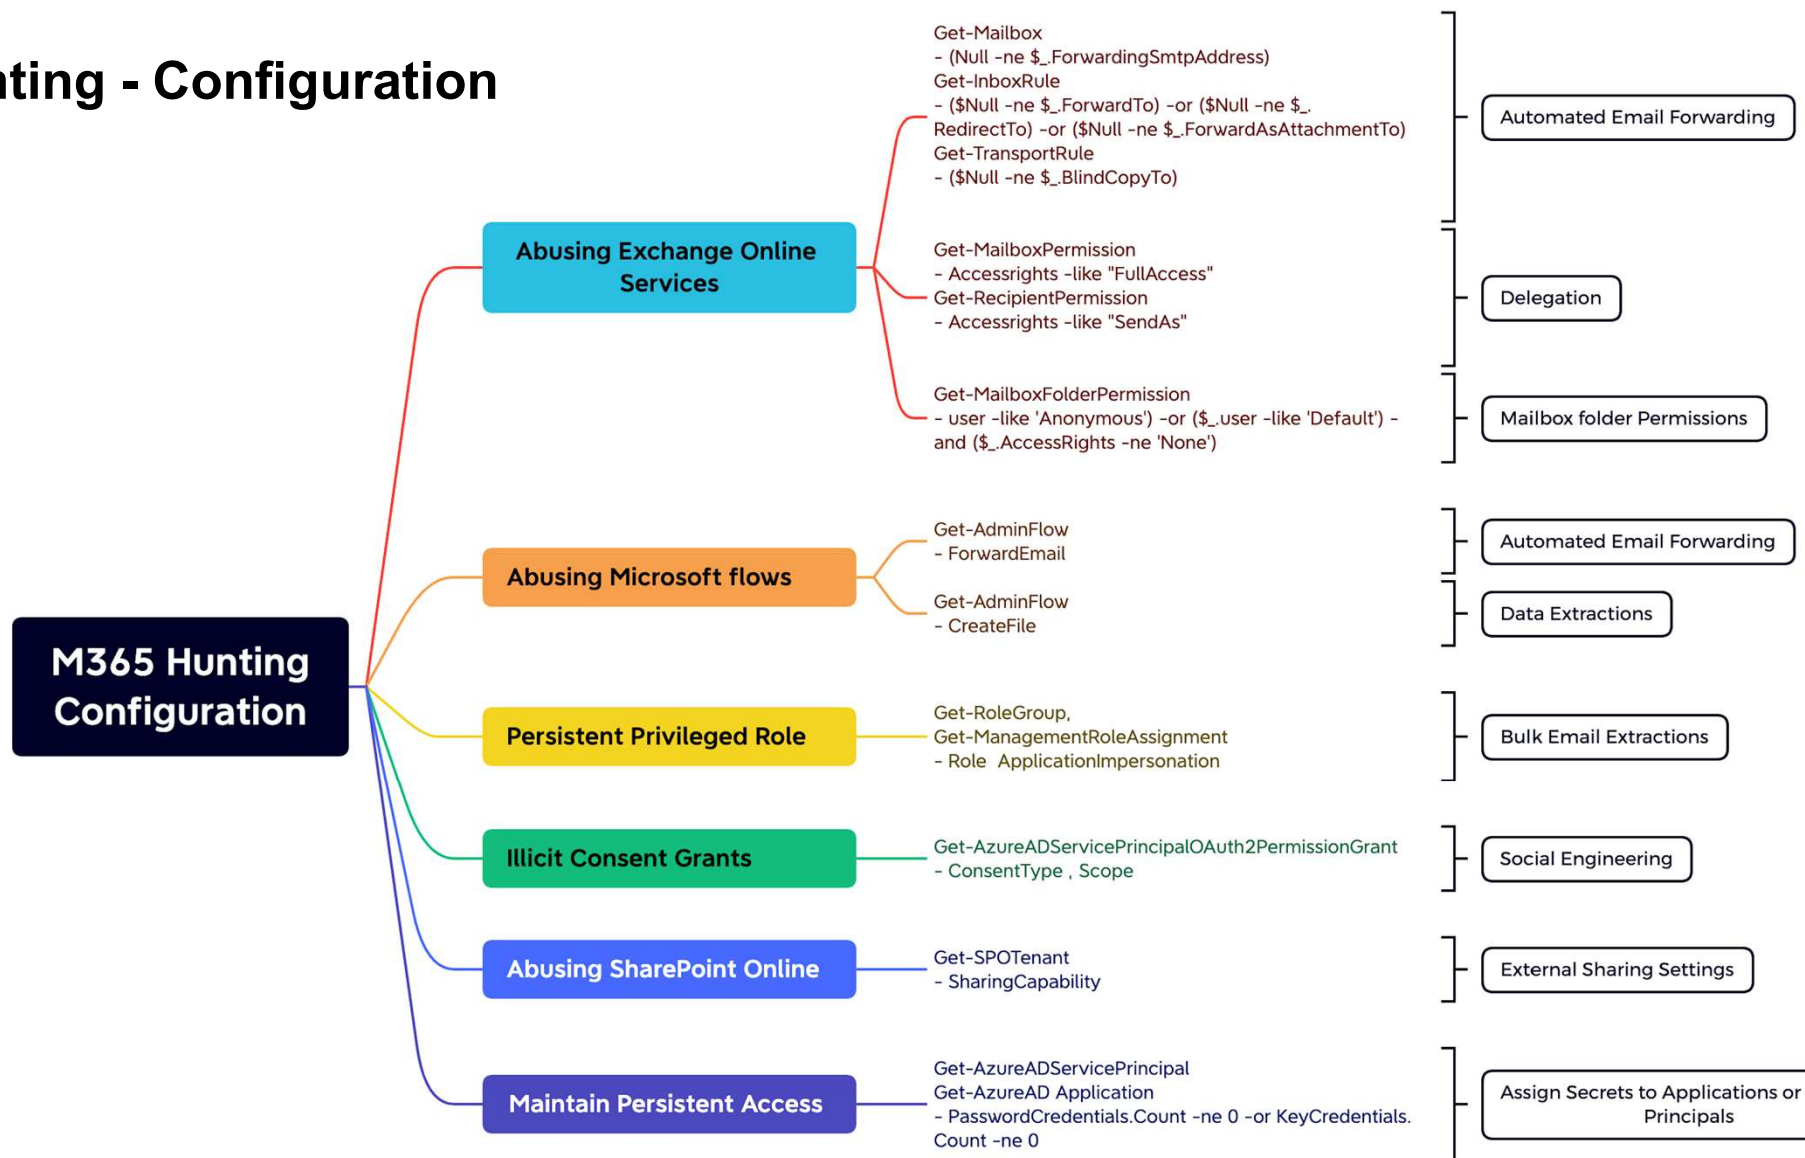 nting - Configuration
Get-Mailbox
- (Null -ne $_.ForwardingSmtpAddress)
Get-InboxRule
- ($Null -ne $_.ForwardTo) -or ($Null -ne $_.
RedirectTo) -or ($Null -ne $_.ForwardAsAttachmentTo)
Get-TransportRule
- ($Null -ne $_.BlindCopyTo)
Automated Email Forwarding
Abusing Exchange Online
Services
Get-MailboxPermission
- Accessrights -like "FullAccess"
Get-RecipientPermission
- Accessrights -like "SendAs"
Delegation
Get-MailboxFolderPermission
- user -like 'Anonymous') -or ($_.user -like 'Default') -
and ($_.AccessRights -ne 'None')
Mailbox folder Permissions
Abusing Microsoft flows
Get-AdminFlow
- ForwardEmail
Automated Email Forwarding
Get-AdminFlow
- CreateFile
Data Extractions
M365 Hunting
Configuration
Persistent Privileged Role
Get-RoleGroup,
Get-ManagementRoleAssignment
- Role  ApplicationImpersonation
Bulk Email Extractions
Illicit Consent Grants
Get-AzureADServicePrincipalOAuth2PermissionGrant
- ConsentType , Scope
Social Engineering
Abusing SharePoint Online
Get-SPOTenant
- SharingCapability
External Sharing Settings
Maintain Persistent Access
Get-AzureADServicePrincipal
Get-AzureAD Application
- PasswordCredentials.Count -ne 0 -or KeyCredentials.
Count -ne 0
Assign Secrets to Applications or
Principals